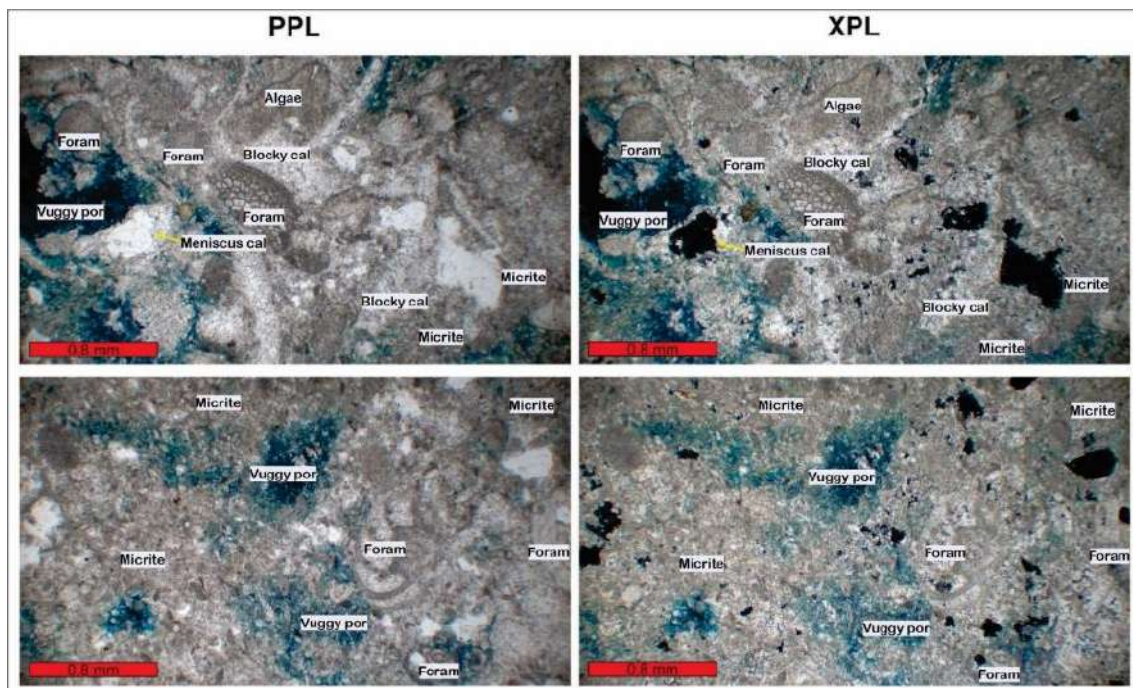 PPL
XPL
Algae
Foram
Foram
Blocky cal
Vuggy por
Foram
Meniscus cal
Micrite
Blocky cal
Micrite
0.8 mm
Algae
Foram
Foram
Blocky cal
Vuggy por
Foram
Meniscus cal
Micrite
Blocky cal
Micrite
0.8 mm
Micrite
Micrite
Vuggy por
Foram
Foram
Micrite
Vuggy por
Foram
0.8 mm
Micrite
Micrite
Vuggy por
Foram
Foram
Micrite
Vuggy por
Foram
0.8 mm